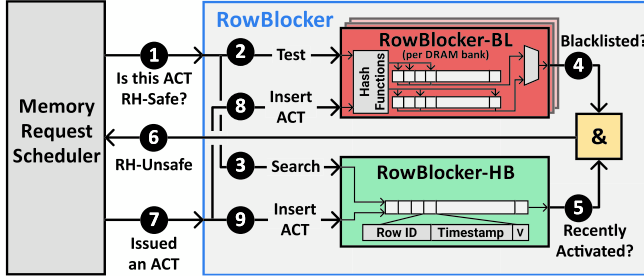 RowBlocker
Memory
Request
Scheduler
1
Is this ACT
RH-Safe?
2
Test
8
Insert
ACT
RowBlocker-BL
(per DRAM bank)
Hash
Functions
Blacklisted?
4
6
RH-Unsafe
&
3
Search
RowBlocker-HB
7
Issued
an ACT
9
Insert
ACT
Row ID
Timestamp
V
5
Recently
Activated?